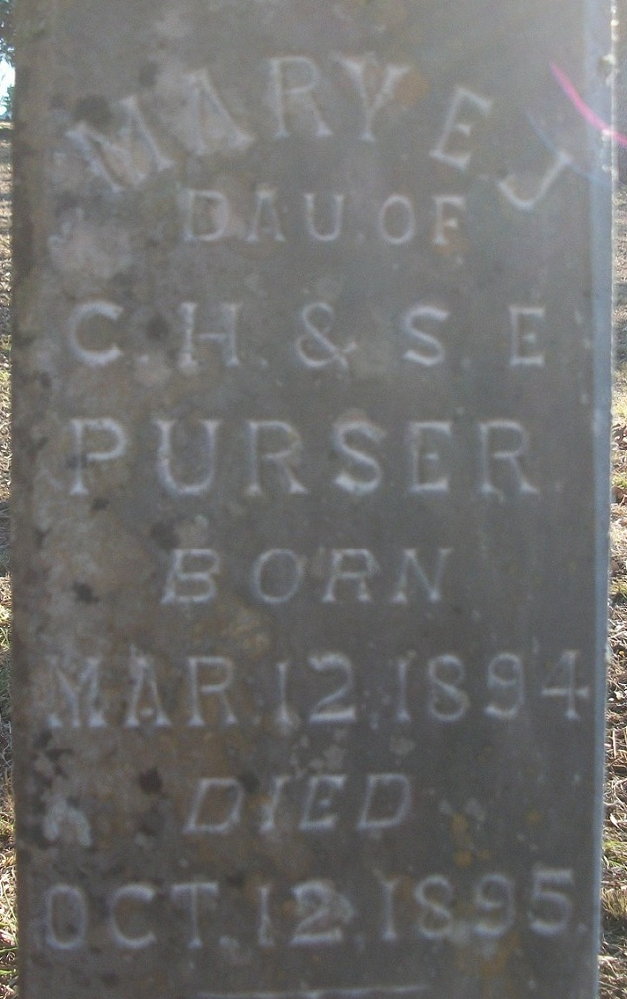 MARY E J
DAU. OF
C. H. & S. E
PURSER
BORN
MAR. 12, 1894
DIED
OCT. 12, 1895.